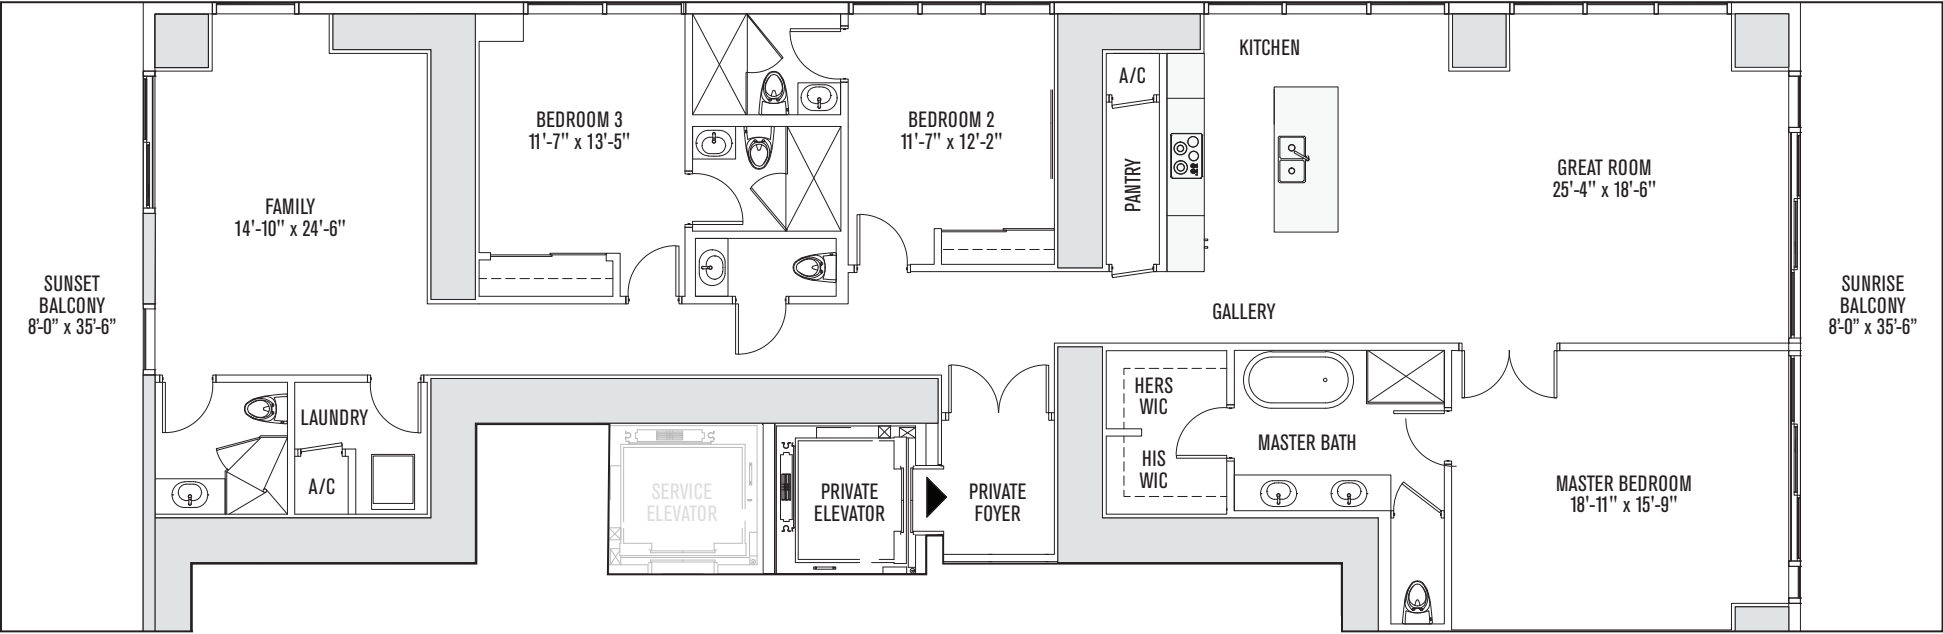 KITCHEN
A/C
BEDROOM 3
11'-7" x 13'-5"
BEDROOM 2
11'-7" x 12'-2"
PANTRY
GREAT ROOM
25'-4" x 18'-6"
FAMILY
14'-10" x 24'-6"
SUNSET
BALCONY
8'-0" x 35'-6"
GALLERY
SUNRISE
BALCONY
8'-0" x 35'-6"
HERS
WIC
LAUNDRY
MASTER BATH
HIS
WIC
A/C
SERVICE
ELEVATOR
PRIVATE
ELEVATOR
PRIVATE
FOYER
MASTER BEDROOM
18'-11" x 15'-9"